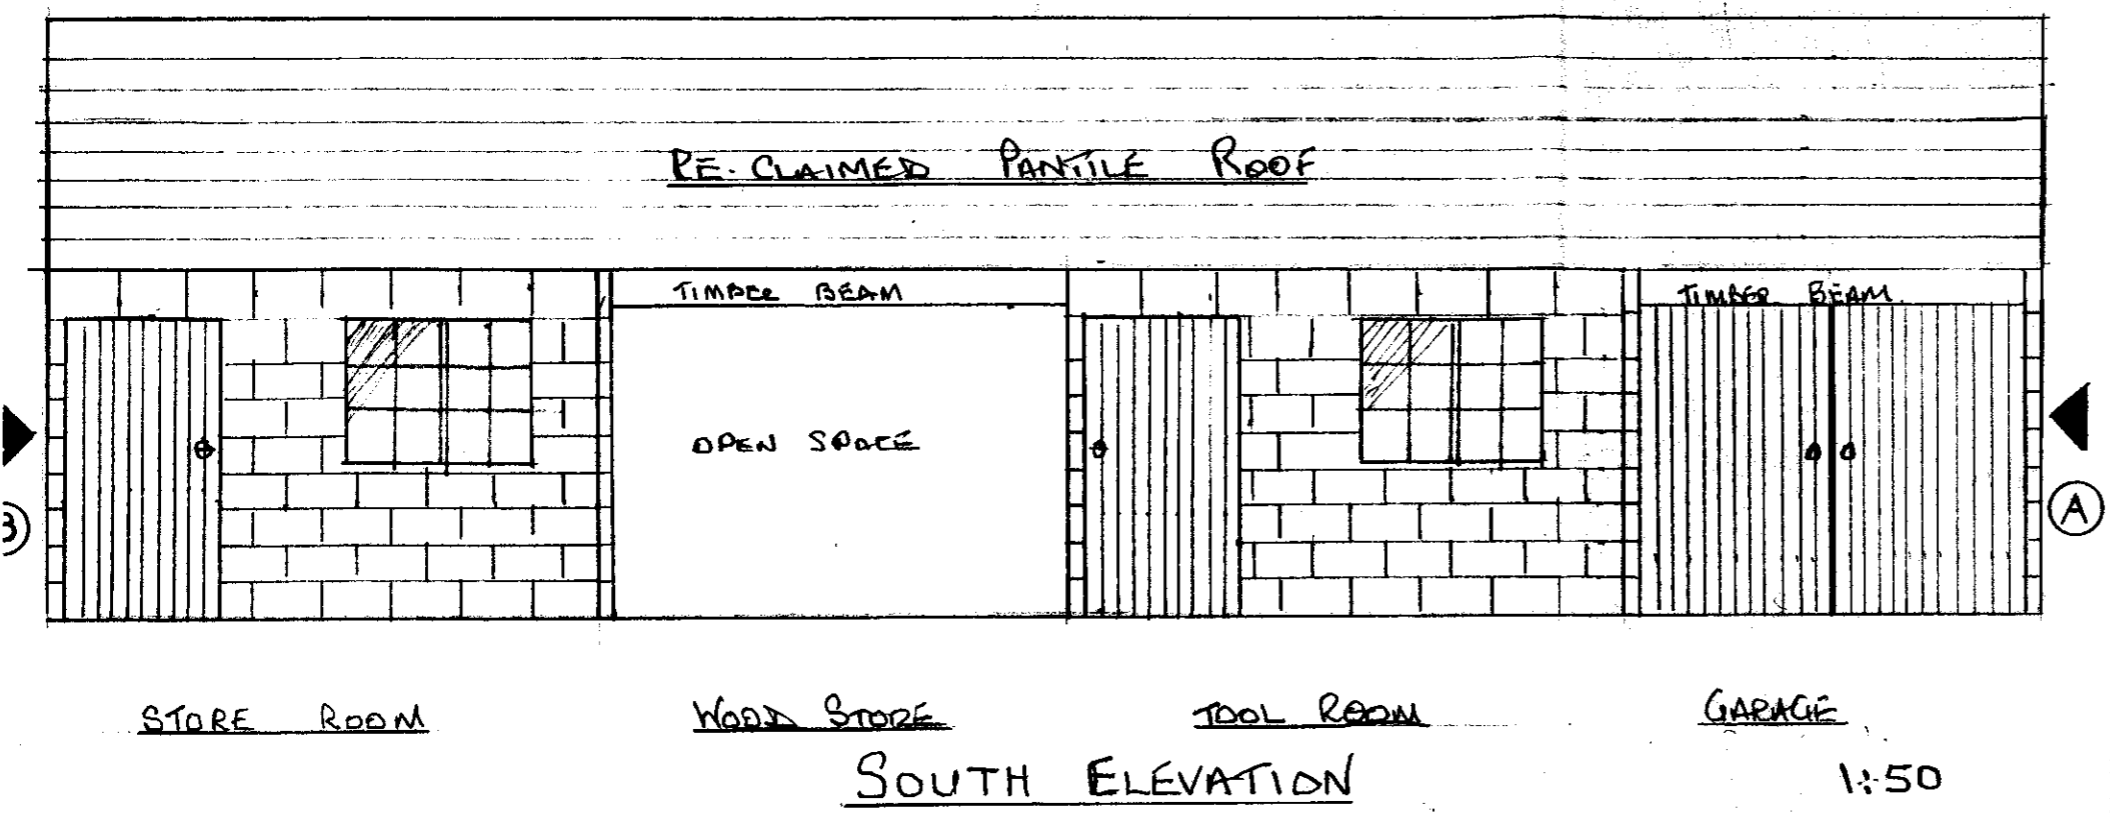 RE-CLAIMED PANTILE ROOF
TIMBER BEAM
TIMBER BEAM
OPEN SPACE
B
A
STORE ROOM
WOOD STORE
TOOL ROOM
GARAGE
SOUTH ELEVATION
1:50